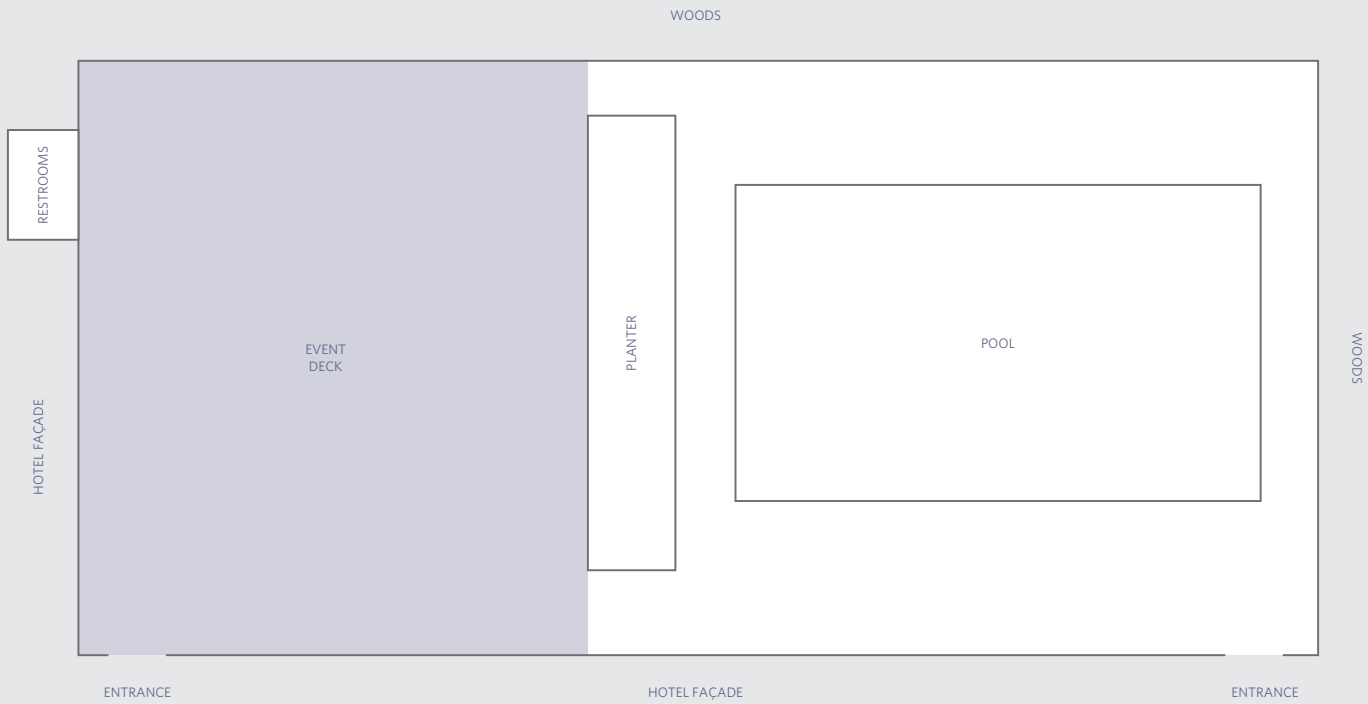 WOODS
RESTROOMS
EVENT
DECK
PLANTER
POOL
WOODS
HOTEL FAÇADE
ENTRANCE
HOTEL FAÇADE
ENTRANCE